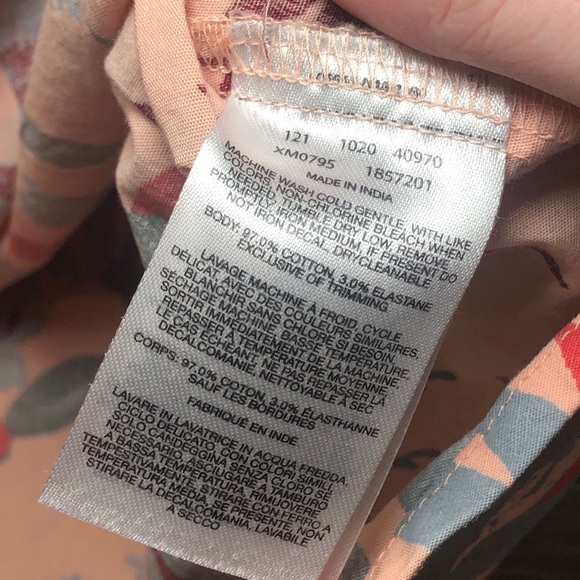 121 1020 40970
XM0795 1857201
MADE IN INDIA
MACHINE WASH COLD GENTLE, WITH LIKE
COLORS, NON-CHLORINE BLEACH WHEN
NEEDED, TUMBLE DRY LOW, REMOVE
PROMPTLY, IRON MEDIUM, IF PRESENT DO
NOT IRON DECAL, DRYCLEANABLE
BODY: 97.0% COTTON, 3.0% ELASTANE
EXCLUSIVE OF TRIMMING
LAVAGE MACHINE À FROID, CYCLE
DÉLICAT, AVEC DES COULEURS SIMILAIRES,
BLANCHIR SANS CHLORE SI BESOIN,
SÉCHAGE MACHINE BASSE TEMPÉRATURE,
SORTIR IMMÉDIATEMENT DE LA MACHINE,
REPASSER À TEMPÉRATURE MOYENNE,
LE CAS ÉCHÉANT, NE PAS REPASSER LA
DÉCALCOMANIE, NETTOYABLE A SEC
CORPS: 97.0% COTON, 3.0% ÉLASTHANNE
SAUF LES BORDURES
FABRIQUÉ EN INDE
LAVARE IN LAVATRICE IN ACQUA FREDDA,
CICLO DELICATO CON COLORI SIMILI,
SOLO CANDEGGINA SENZA CLORO SE
NECESSARIO, ASCIUGARE A TAMBURO
A BASSA TEMPERATURA, RIMUOVERE
TEMPESTIVAMENTE, STIRARE CON FERRO A
STIRARE MEDIA, SE PRESENTE, NON
STIRARE LA DECALCOMANIA, LAVABILE
A SECCO